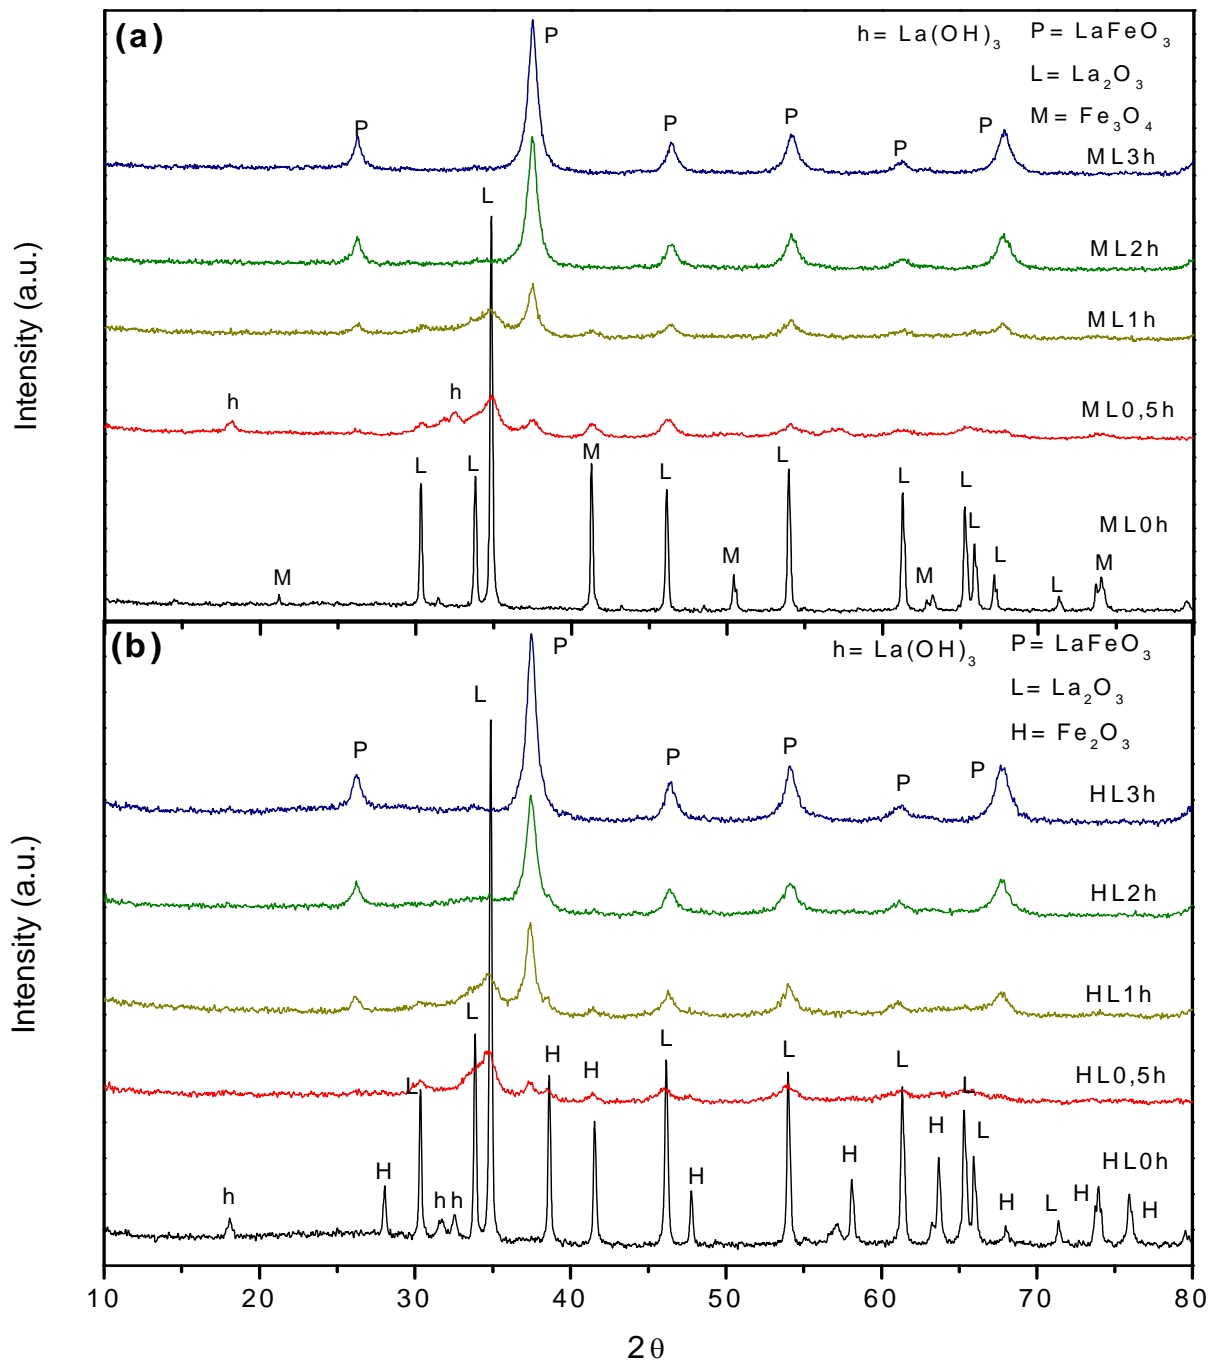 (a)
h= La(OH)₃ P= LaFeO₃
L= La₂O₃
M= Fe₃O₄
P
P
P
P
P
P
ML3h
L
ML2h
ML1h
h
h
ML0,5h
M
L
L
L
L
L
L
L
L
M
M
M
M
ML0h
Intensity (a.u.)
(b)
h= La(OH)₃ P= LaFeO₃
L= La₂O₃
H= Fe₂O₃
P
L
P
P
P
P
P
HL3h
HL2h
HL1h
L
H
H
L
L
L
L
L
HL0,5h
h
H
h h
H
H
H
L
H
L
H
H
HL0h
Intensity (a.u.)
10 20 30 40 50 60 70 80
2θ